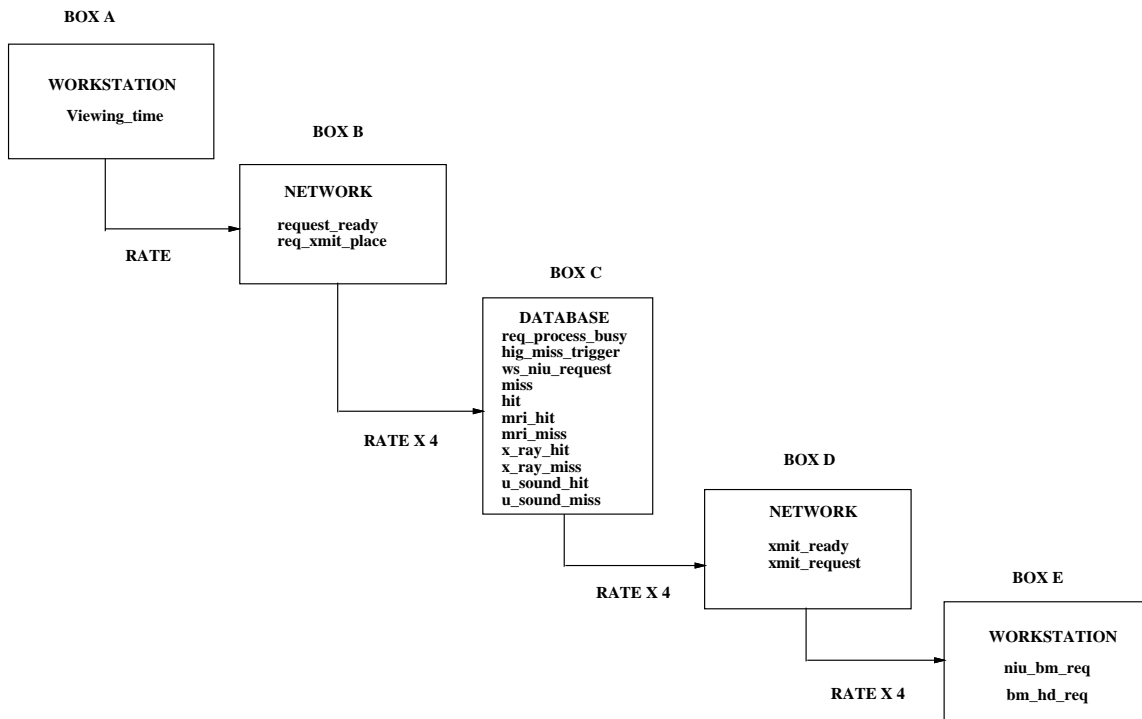 BOX A
WORKSTATION
Viewing_time
RATE
BOX B
NETWORK
request_ready
req_xmit_place
RATE X 4
BOX C
DATABASE
req_process_busy
hig_miss_trigger
ws_niu_request
miss
hit
mri_hit
mri_miss
x_ray_hit
x_ray_miss
u_sound_hit
u_sound_miss
RATE X 4
BOX D
NETWORK
xmit_ready
xmit_request
RATE X 4
BOX E
WORKSTATION
niu_bm_req
bm_hd_req